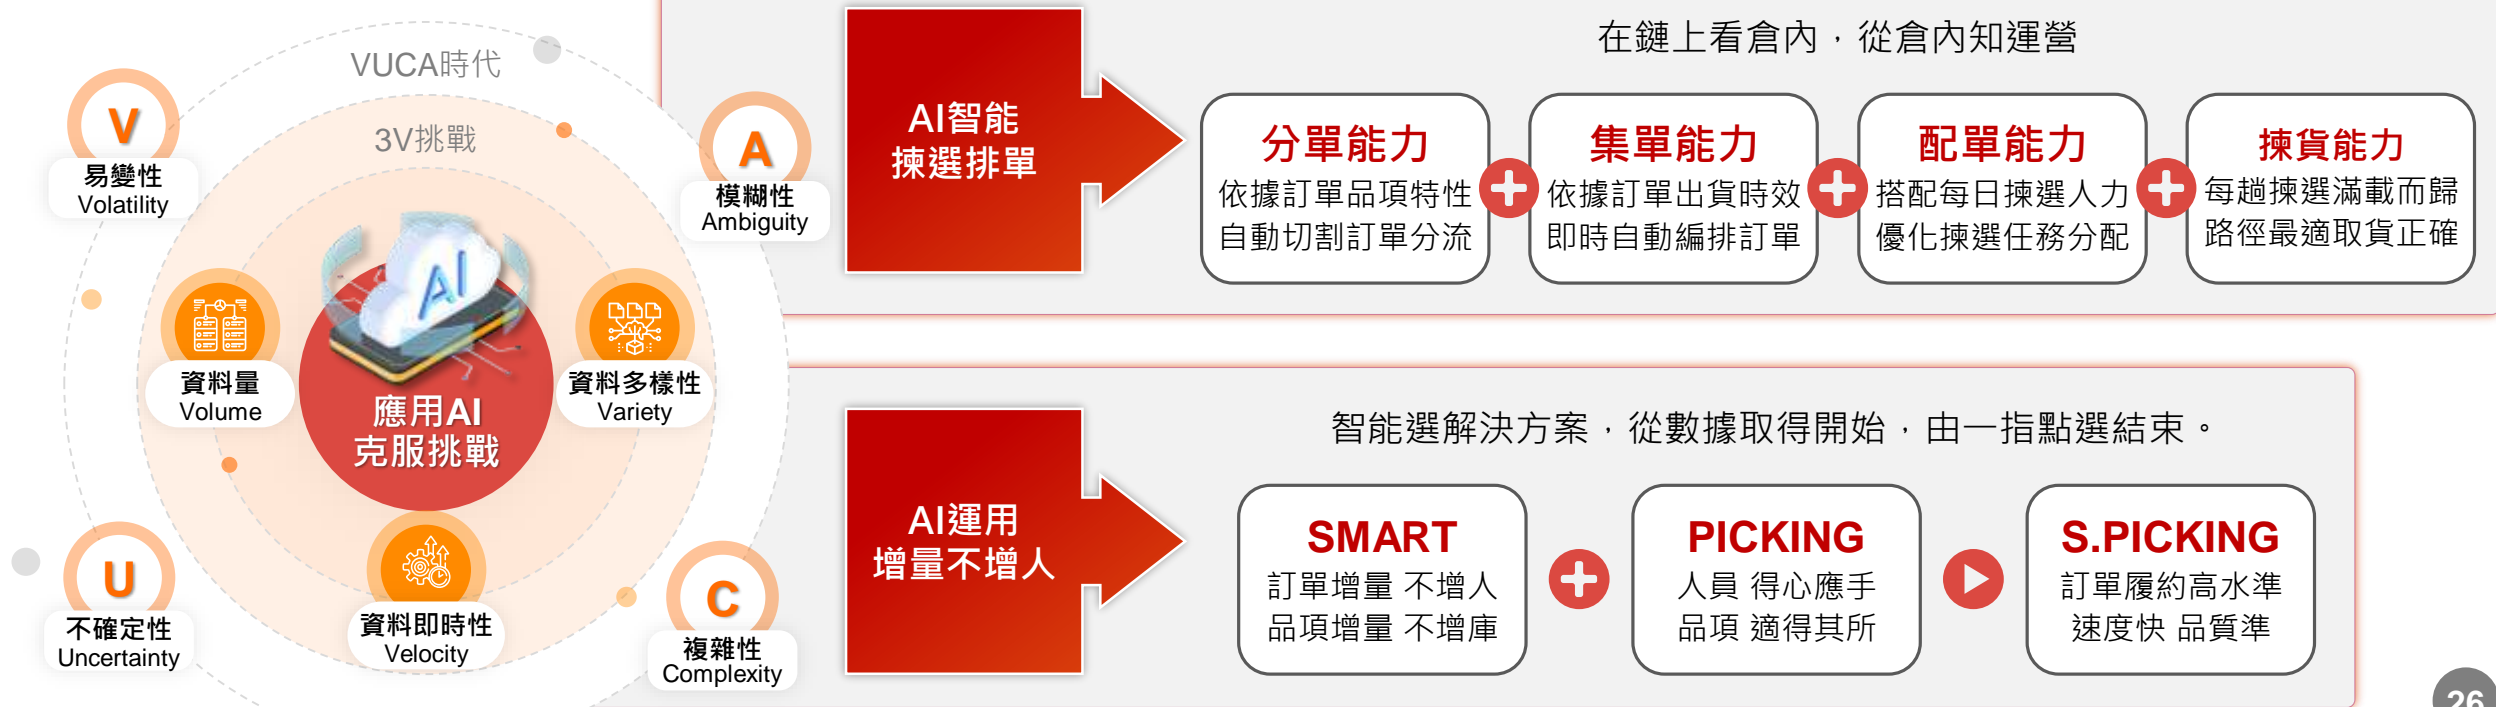 VUCA時代
3V挑戰
V
易變性
Volatility
A
模糊性
Ambiguity
AI
資料量
Volume
資料多樣性
Variety
應用AI
克服挑戰
U
不確定性
Uncertainty
資料即時性
Velocity
C
複雜性
Complexity
AI智能
揀選排單
在鏈上看倉內，從倉內知運營
分單能力
依據訂單品項特性
自動切割訂單分流
集單能力
依據訂單出貨時效
即時自動編排訂單
配單能力
搭配每日揀選人力
優化揀選任務分配
揀貨能力
每趟揀選滿載而歸
路徑最適取貨正確
AI運用
增量不增人
智能選解決方案，從數據取得開始，由一指點選結束。
SMART
訂單增量 不增人
品項增量 不增庫
PICKING
人員 得心應手
品項 適得其所
S.PICKING
訂單履約高水準
速度快 品質準
26